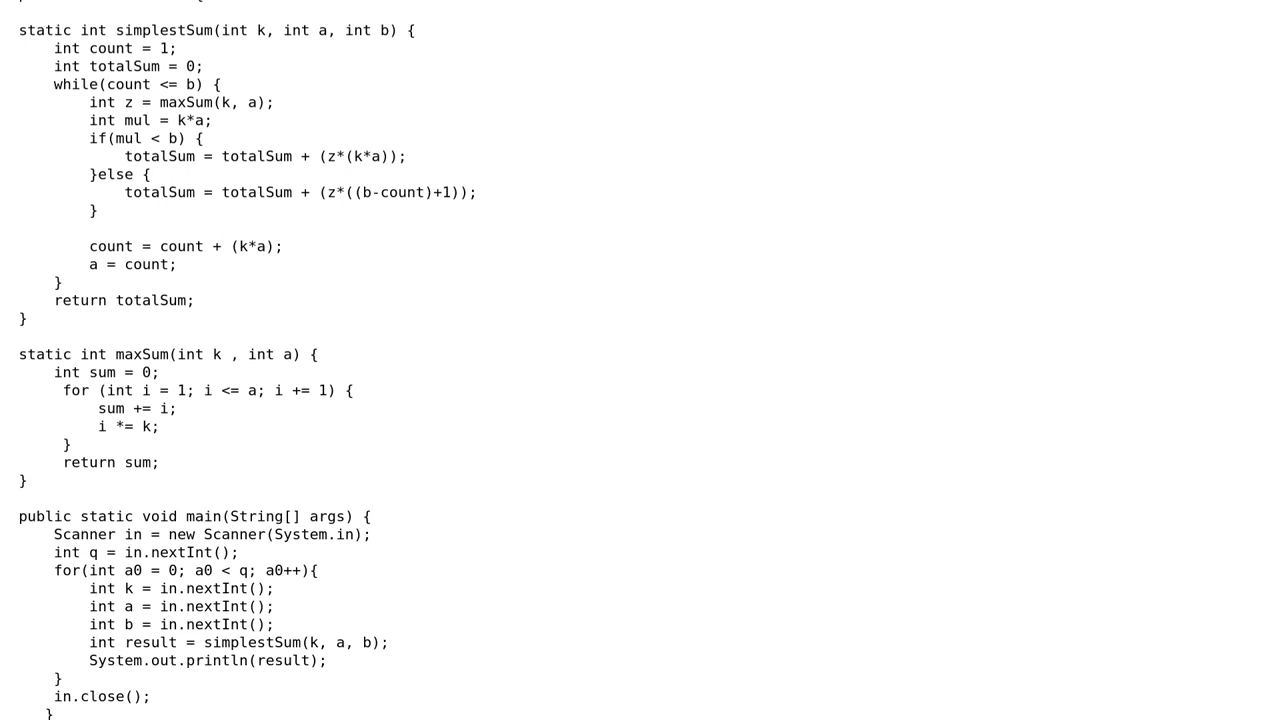 static int simplestSum(int k, int a, int b) {
    int count = 1;
    int totalSum = 0;
    while(count <= b) {
        int z = maxSum(k, a);
        int mul = k*a;
        if(mul < b) {
            totalSum = totalSum + (z*(k*a));
        }else {
            totalSum = totalSum + (z*((b-count)+1));
        }

        count = count + (k*a);
        a = count;
    }
    return totalSum;
}

static int maxSum(int k , int a) {
    int sum = 0;
     for (int i = 1; i <= a; i += 1) {
         sum += i;
         i *= k;
     }
     return sum;
}

public static void main(String[] args) {
    Scanner in = new Scanner(System.in);
    int q = in.nextInt();
    for(int a0 = 0; a0 < q; a0++){
        int k = in.nextInt();
        int a = in.nextInt();
        int b = in.nextInt();
        int result = simplestSum(k, a, b);
        System.out.println(result);
    }
    in.close();
   }